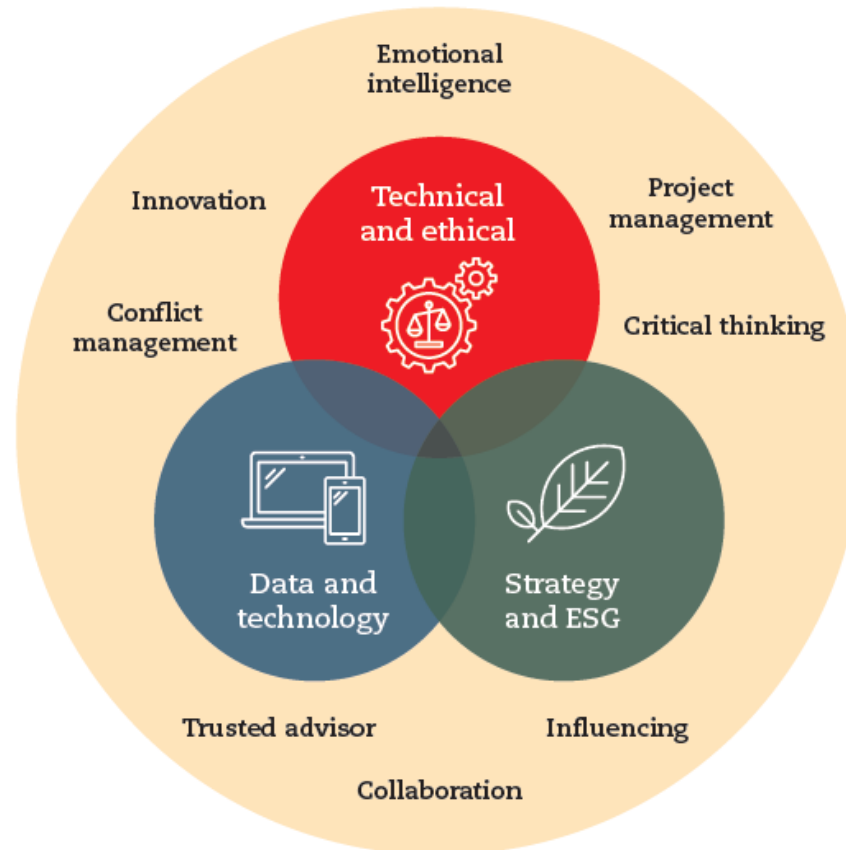 Emotional
intelligence
Innovation
Technical
and ethical
Project
management
Conflict
management
Critical thinking
Data and
technology
Strategy
and ESG
Trusted advisor
Influencing
Collaboration